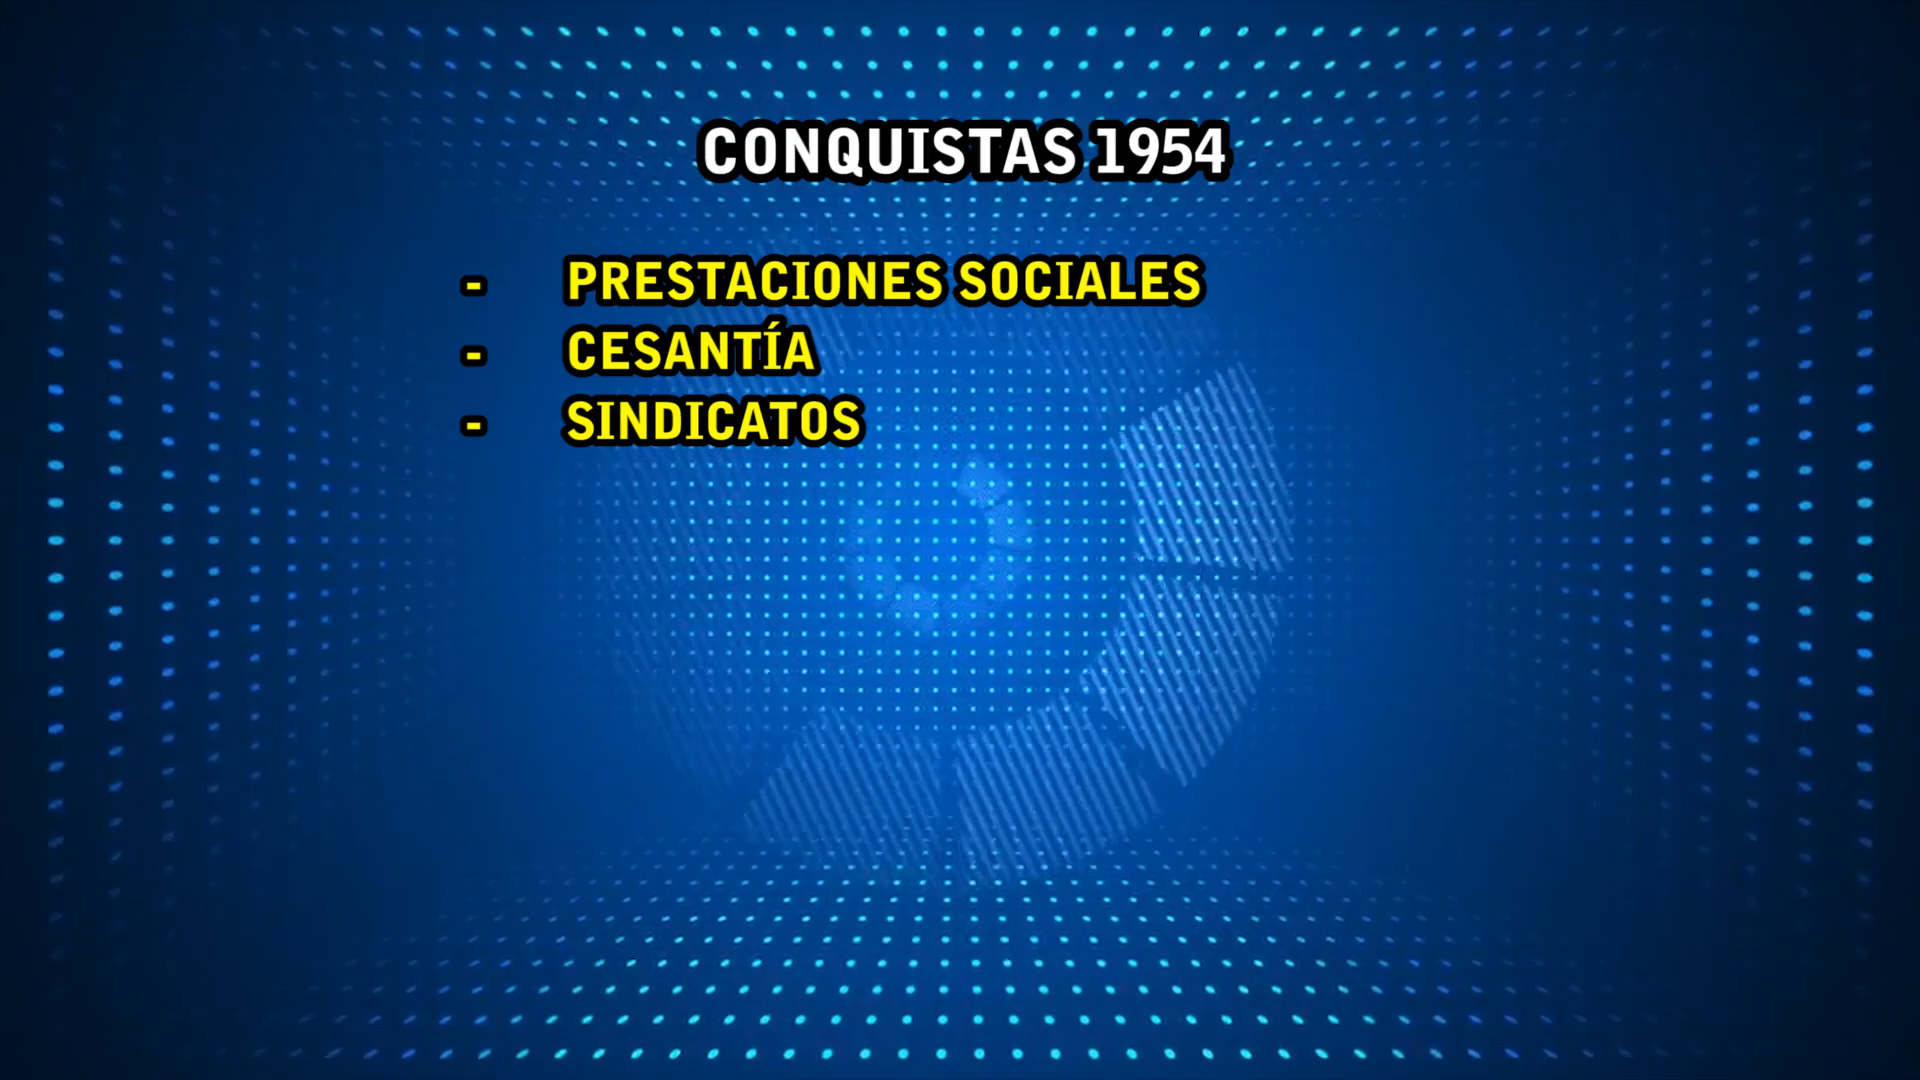 CONQUISTAS 1954
- PRESTACIONES SOCIALES
- CESANTÍA
- SINDICATOS